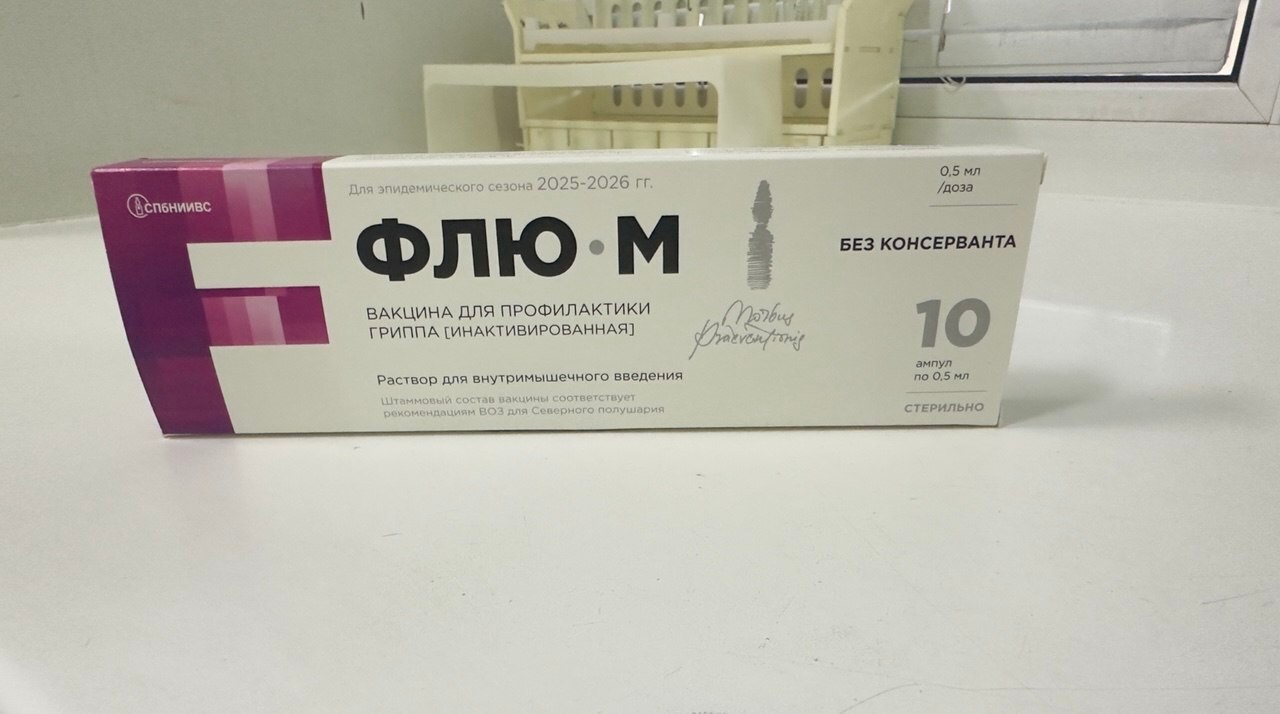 СПбНИИВС
Для эпидемического сезона 2025-2026 гг.
ФЛЮ•М
ВАКЦИНА ДЛЯ ПРОФИЛАКТИКИ
ГРИППА [ИНАКТИВИРОВАННАЯ]
Раствор для внутримышечного введения
Штаммовый состав вакцины соответствует
рекомендациям ВОЗ для Северного полушария
Morbus
Praeventionis
0,5 мл
/доза
БЕЗ КОНСЕРВАНТА
10
ампул
по 0,5 мл
СТЕРИЛЬНО